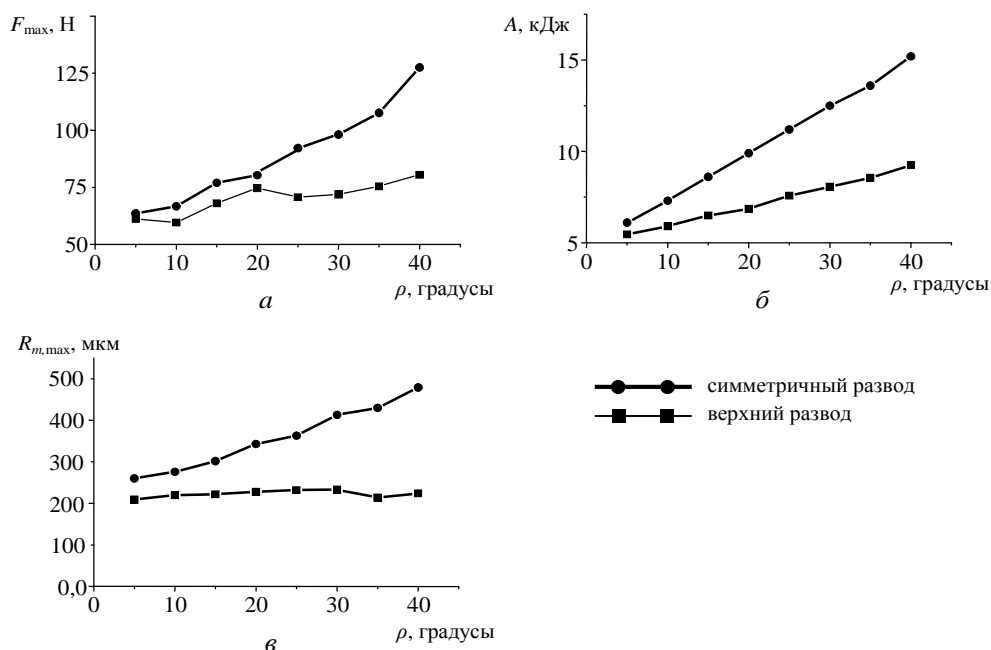 F_max, Н
125
100
75
50
0
10
20
30
40
ρ, градусы
а
A, кДж
15
10
5
0
10
20
30
40
ρ, градусы
б
R_m,max, мкм
500
400
300
200
100
0,0
0
10
20
30
40
ρ, градусы
в
симметричный развод
верхний развод